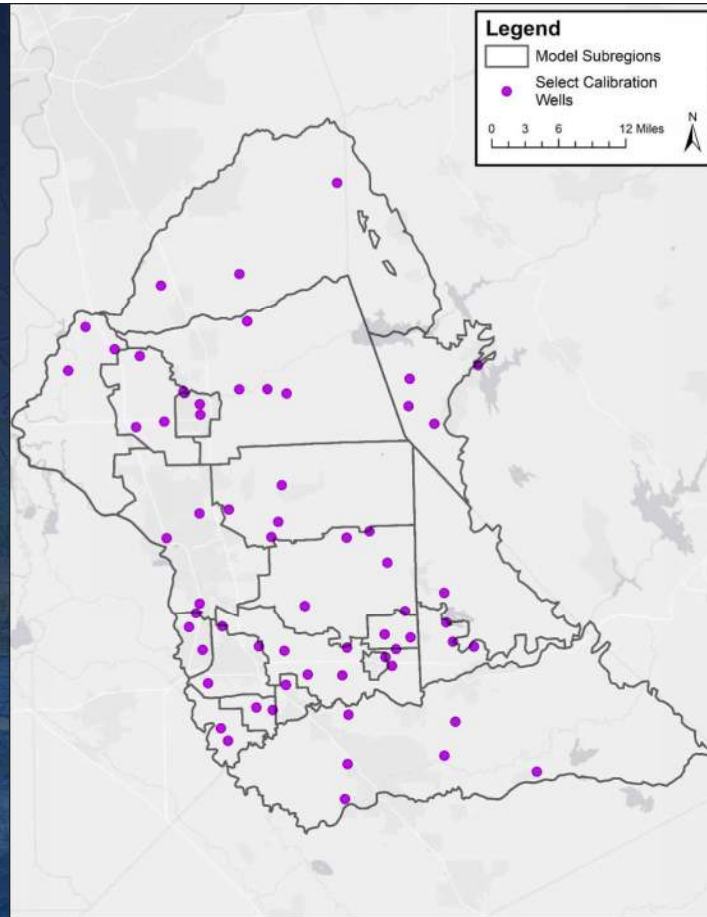 Legend
Model Subregions
Select Calibration
Wells
0 3 6 12 Miles
N